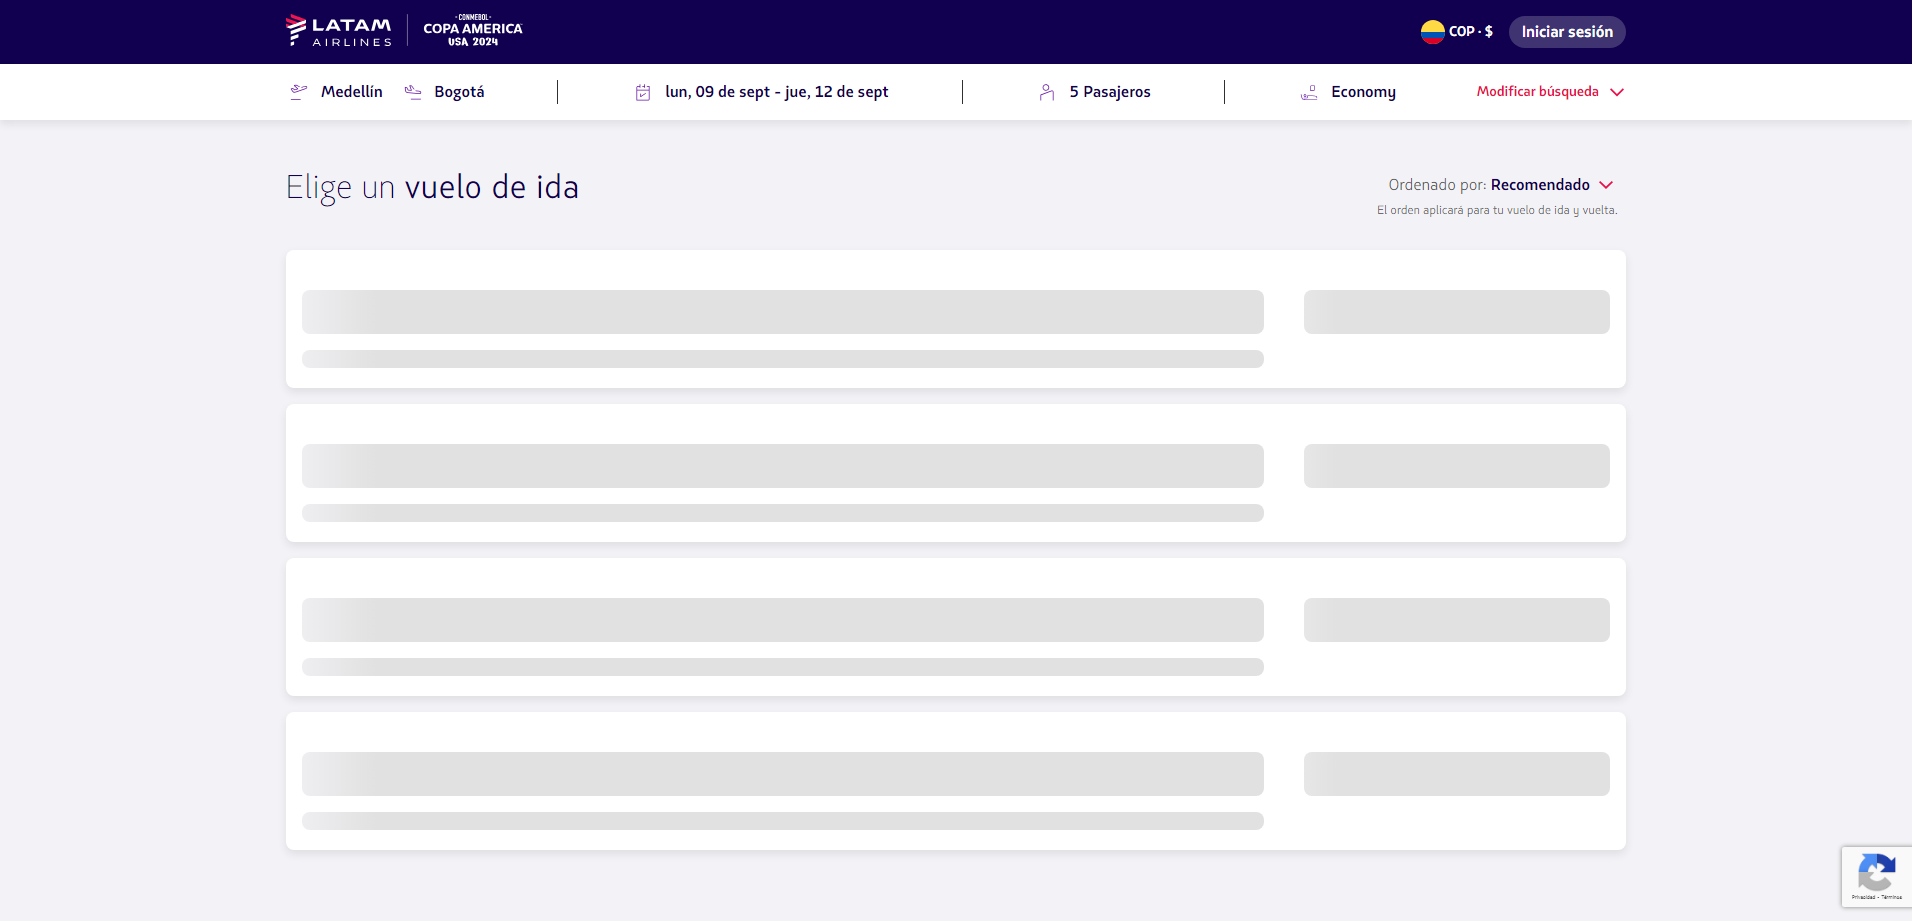 LATAM
AIRLINES
·CONMEBOL·
COPA AMERICA
USA 2024
COP · $
Iniciar sesión
Medellín
Bogotá
lun, 09 de sept - jue, 12 de sept
5 Pasajeros
Economy
Modificar búsqueda
Elige un vuelo de ida
Ordenado por: Recomendado
El orden aplicará para tu vuelo de ida y vuelta.
Privacidad - Términos